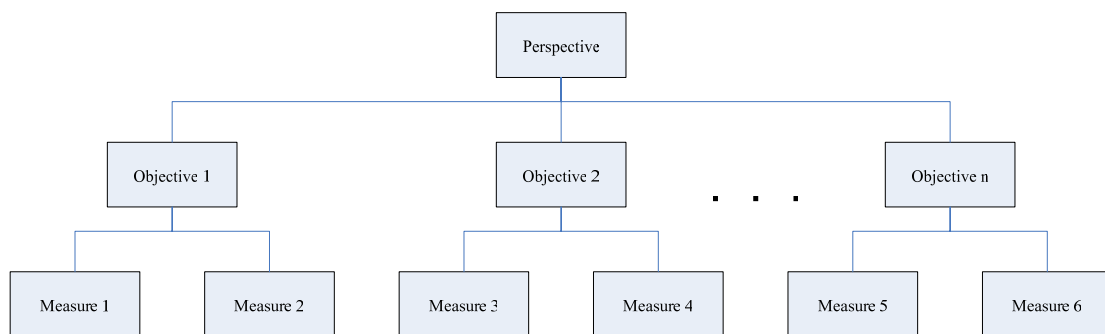 Perspective
Objective 1
Objective 2
. . .
Objective n
Measure 1
Measure 2
Measure 3
Measure 4
Measure 5
Measure 6